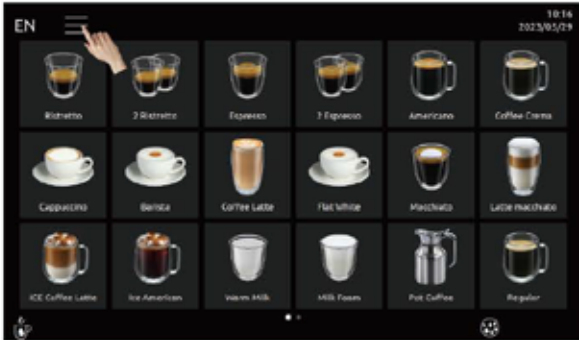 EN
10:16
2023/05/29
Ristretto
2 Ristretto
Espresso
2 Espresso
Americano
Coffee Crema
Cappuccino
Barista
Coffee Latte
Flat White
Macchiato
Latte macchiato
ICE Coffee Latte
Ice American
Warm Milk
Milk Foam
Pot Coffee
Regular